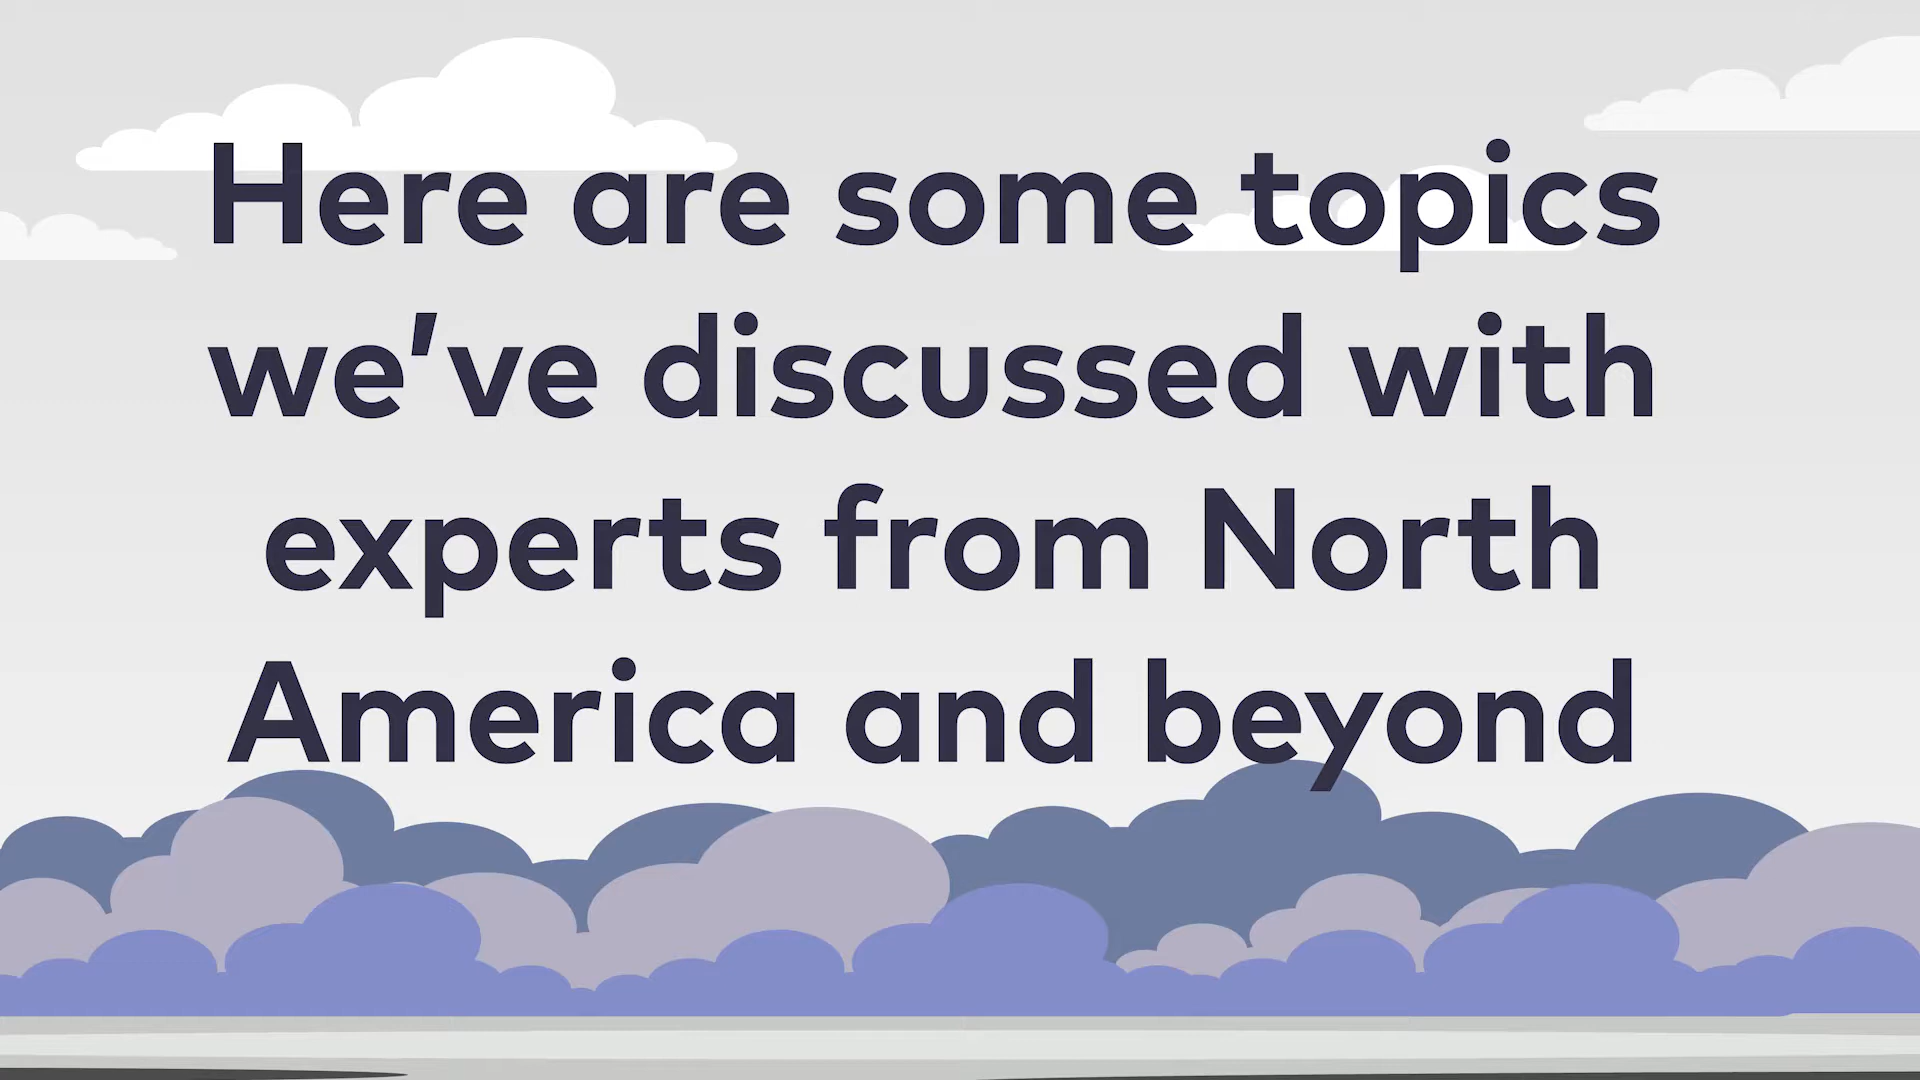 Here are some topics
we've discussed with
experts from North
America and beyond